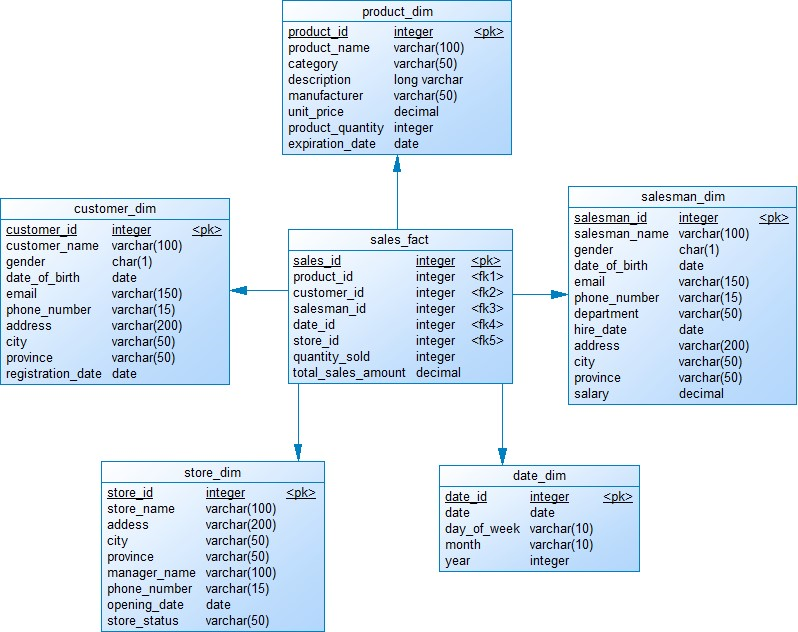 product_dim
product_id integer <pk>
product_name varchar(100)
category varchar(50)
description long varchar
manufacturer varchar(50)
unit_price decimal
product_quantity integer
expiration_date date
customer_dim
customer_id integer <pk>
customer_name varchar(100)
gender char(1)
date_of_birth date
email varchar(150)
phone_number varchar(15)
address varchar(200)
city varchar(50)
province varchar(50)
registration_date date
sales_fact
sales_id integer <pk>
product_id integer <fk1>
customer_id integer <fk2>
salesman_id integer <fk3>
date_id integer <fk4>
store_id integer <fk5>
quantity_sold integer
total_sales_amount decimal
salesman_dim
salesman_id integer <pk>
salesman_name varchar(100)
gender char(1)
date_of_birth date
email varchar(150)
phone_number varchar(15)
department varchar(50)
hire_date date
address varchar(200)
city varchar(50)
province varchar(50)
salary decimal
store_dim
store_id integer <pk>
store_name varchar(100)
addess varchar(200)
city varchar(50)
province varchar(50)
manager_name varchar(100)
phone_number varchar(15)
opening_date date
store_status varchar(50)
date_dim
date_id integer <pk>
date date
day_of_week varchar(10)
month varchar(10)
year integer